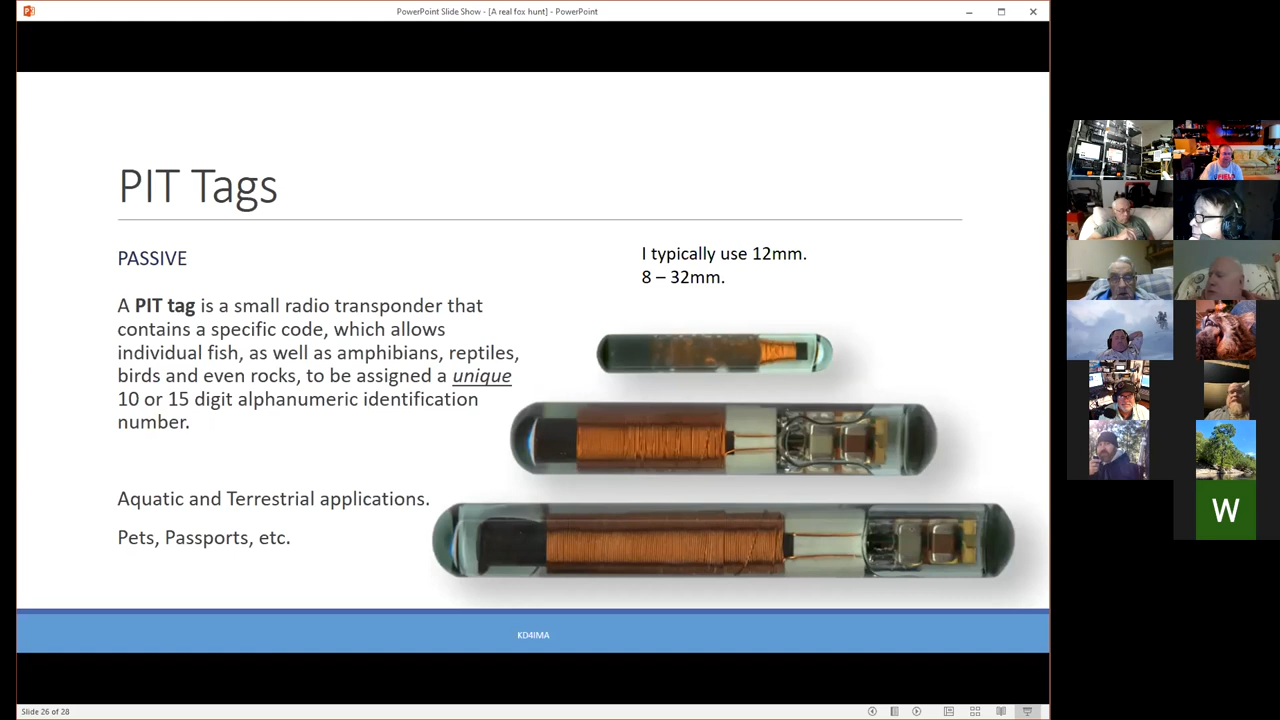 PowerPoint Slide Show - [A real fox hunt] - PowerPoint
PIT Tags
PASSIVE
I typically use 12mm.
8 – 32mm.
A PIT tag is a small radio transponder that
contains a specific code, which allows
individual fish, as well as amphibians, reptiles,
birds and even rocks, to be assigned a unique
10 or 15 digit alphanumeric identification
number.
Aquatic and Terrestrial applications.
Pets, Passports, etc.
KD4IMA
Slide 26 of 28
W